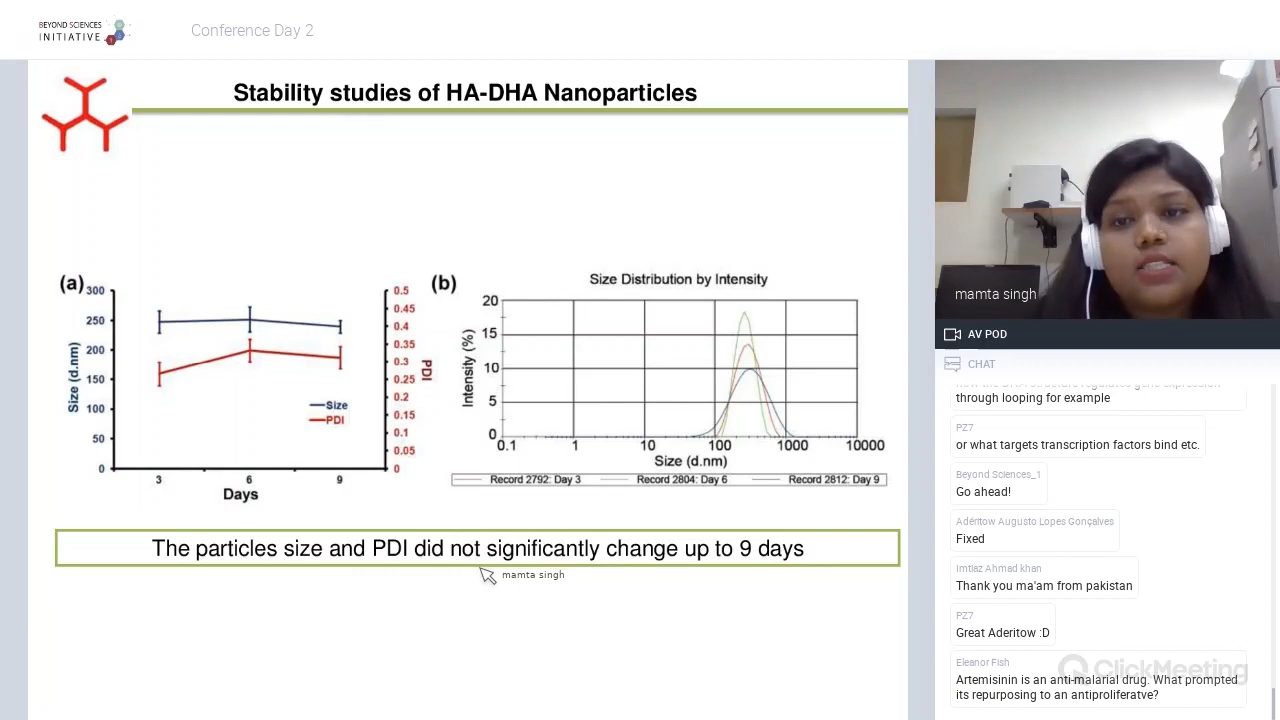 BEYOND SCIENCES
INITIATIVE
Conference Day 2
Stability studies of HA-DHA Nanoparticles
(a)
300
250
200
150
100
50
0
Size (d.nm)
0.5
0.45
0.4
0.35
0.3
0.25
0.2
0.15
0.1
0.05
0
PDI
Size
PDI
3 6 9
Days
(b)
Size Distribution by Intensity
20
15
10
5
0
Intensity (%)
0.1 1 10 100 1000 10000
Size (d.nm)
Record 2792: Day 3 Record 2804: Day 6 Record 2812: Day 9
The particles size and PDI did not significantly change up to 9 days
mamta singh
mamta singh
AV POD
CHAT
through looping for example
PZ7
or what targets transcription factors bind etc.
Beyond Sciences_1
Go ahead!
Adéritow Augusto Lopes Gonçalves
Fixed
Imtiaz Ahmad khan
Thank you ma'am from pakistan
PZ7
Great Aderitow :D
Eleanor Fish
Artemisinin is an anti-malarial drug. What prompted
its repurposing to an antiproliferatve?
ClickMeeting